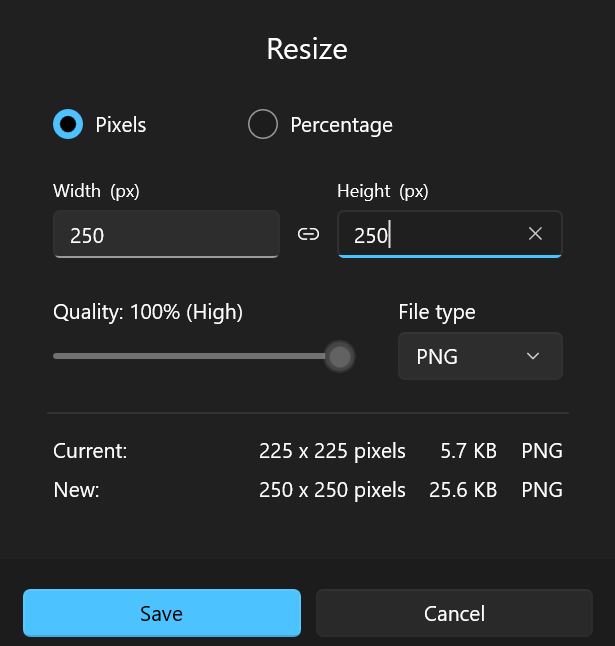 Resize
Pixels Percentage
Width (px) Height (px)
250 250
Quality: 100% (High) File type
PNG
Current: 225 x 225 pixels 5.7 KB PNG
New: 250 x 250 pixels 25.6 KB PNG
Save Cancel